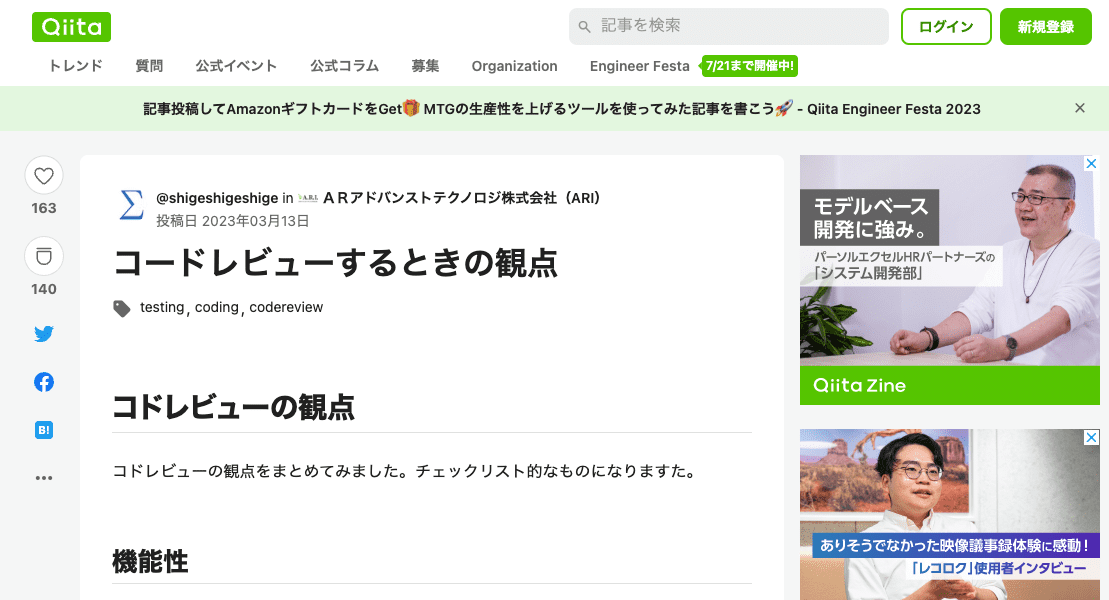 Qiita
記事を検索
ログイン
新規登録
トレンド 質問 公式イベント 公式コラム 募集 Organization Engineer Festa 7/21まで開催中!
記事投稿してAmazonギフトカードをGet🎁 MTGの生産性を上げるツールを使ってみた記事を書こう🚀 - Qiita Engineer Festa 2023
163
140
B!
@shigeshigeshige in A.R.I. ＡＲアドバンストテクノロジ株式会社（ARI）
投稿日 2023年03月13日
コードレビューするときの観点
testing, coding, codereview
コドレビューの観点
コドレビューの観点をまとめてみました。チェックリスト的なものになりますた。
機能性
モデルベース
開発に強み。
パーソルエクセルHRパートナーズの
「システム開発部」
Qiita Zine
ありそうでなかった映像議事録体験に感動！
「レコロク」使用者インタビュー